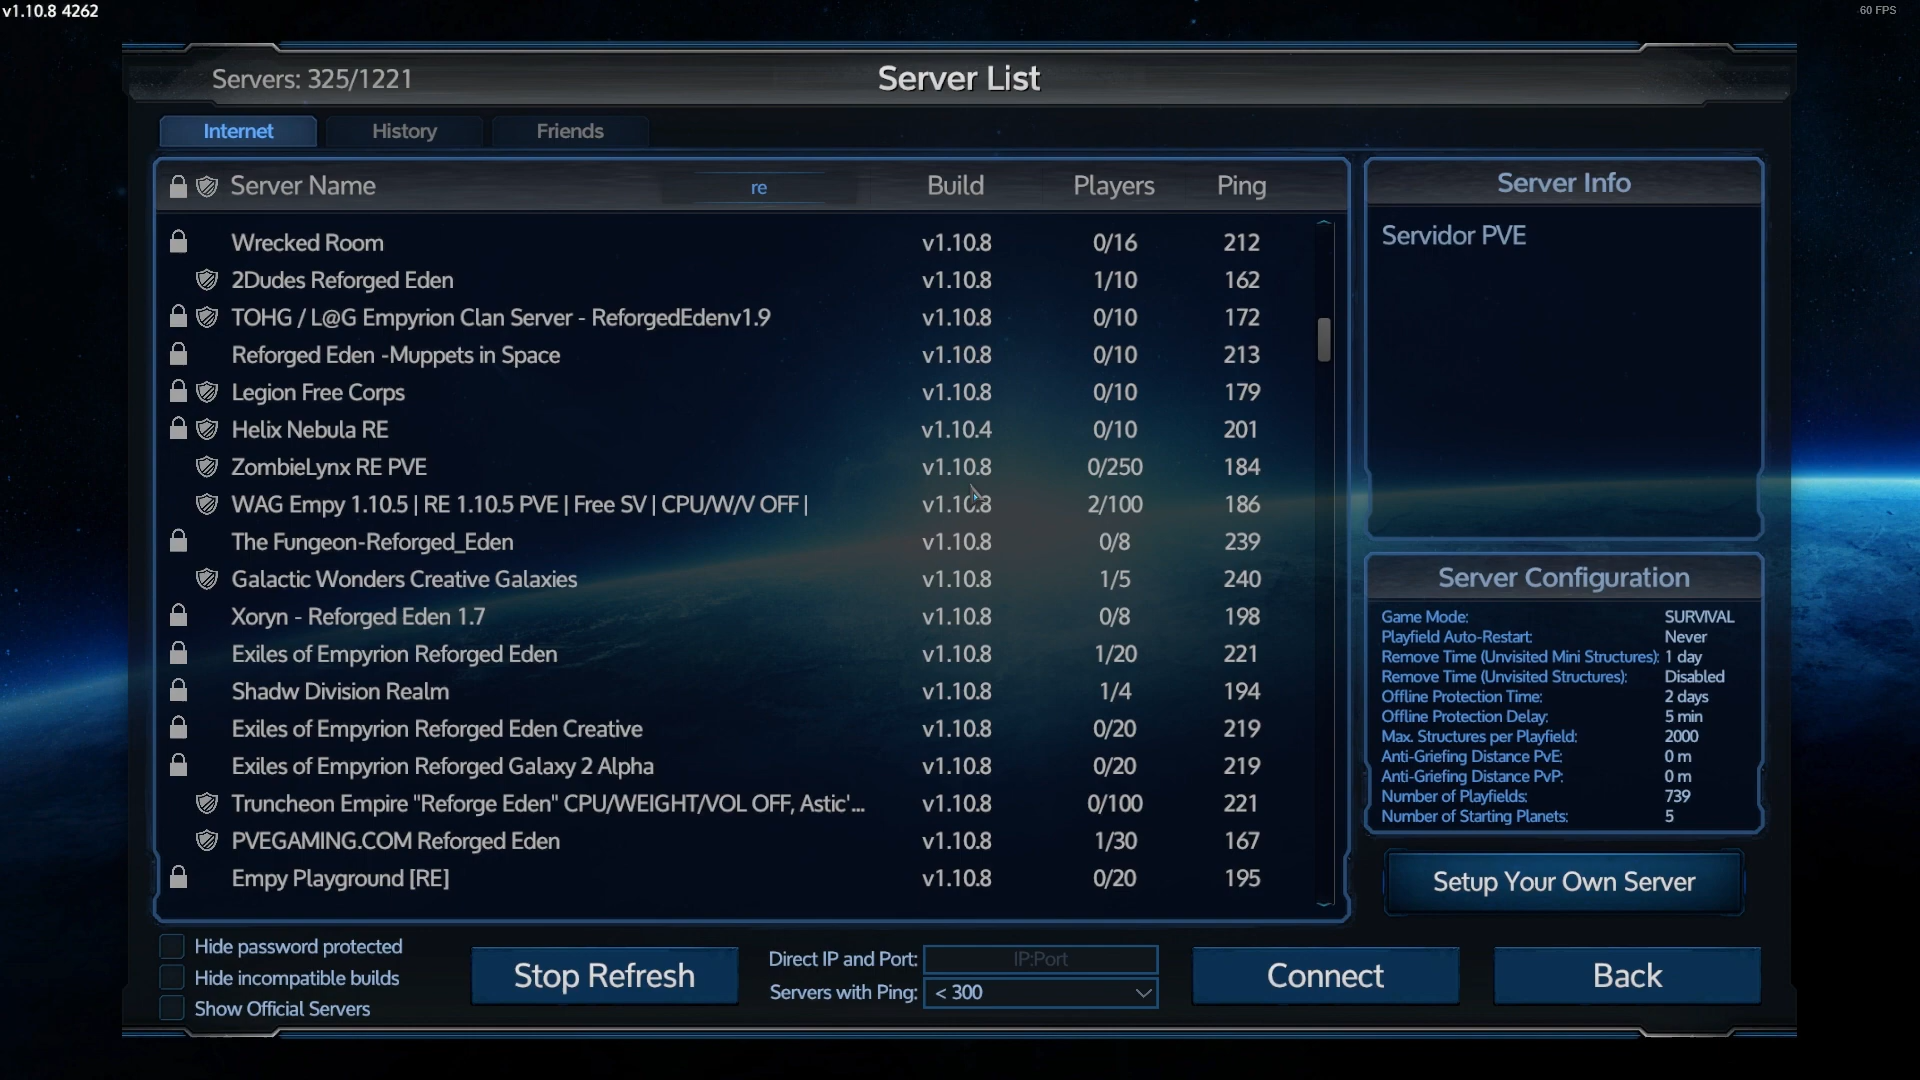 v1.10.8 4262
60 FPS
Servers: 325/1221
Server List
Internet History Friends
Server Name re Build Players Ping
Wrecked Room v1.10.8 0/16 212
2Dudes Reforged Eden v1.10.8 1/10 162
TOHG / L@G Empyrion Clan Server - ReforgedEdenv1.9 v1.10.8 0/10 172
Reforged Eden -Muppets in Space v1.10.8 0/10 213
Legion Free Corps v1.10.8 0/10 179
Helix Nebula RE v1.10.4 0/10 201
ZombieLynx RE PVE v1.10.8 0/250 184
WAG Empy 1.10.5 | RE 1.10.5 PVE | Free SV | CPU/W/V OFF | v1.10.8 2/100 186
The Fungeon-Reforged_Eden v1.10.8 0/8 239
Galactic Wonders Creative Galaxies v1.10.8 1/5 240
Xoryn - Reforged Eden 1.7 v1.10.8 0/8 198
Exiles of Empyrion Reforged Eden v1.10.8 1/20 221
Shadw Division Realm v1.10.8 1/4 194
Exiles of Empyrion Reforged Eden Creative v1.10.8 0/20 219
Exiles of Empyrion Reforged Galaxy 2 Alpha v1.10.8 0/20 219
Truncheon Empire "Reforge Eden" CPU/WEIGHT/VOL OFF, Astic'... v1.10.8 0/100 221
PVEGAMING.COM Reforged Eden v1.10.8 1/30 167
Empy Playground [RE] v1.10.8 0/20 195
Server Info
Servidor PVE
Server Configuration
Game Mode: SURVIVAL
Playfield Auto-Restart: Never
Remove Time (Unvisited Mini Structures): 1 day
Remove Time (Unvisited Structures): Disabled
Offline Protection Time: 2 days
Offline Protection Delay: 5 min
Max. Structures per Playfield: 2000
Anti-Griefing Distance PvE: 0 m
Anti-Griefing Distance PvP: 0 m
Number of Playfields: 739
Number of Starting Planets: 5
Setup Your Own Server
Hide password protected
Hide incompatible builds
Show Official Servers
Stop Refresh
Direct IP and Port: IP:Port
Servers with Ping: < 300
Connect
Back